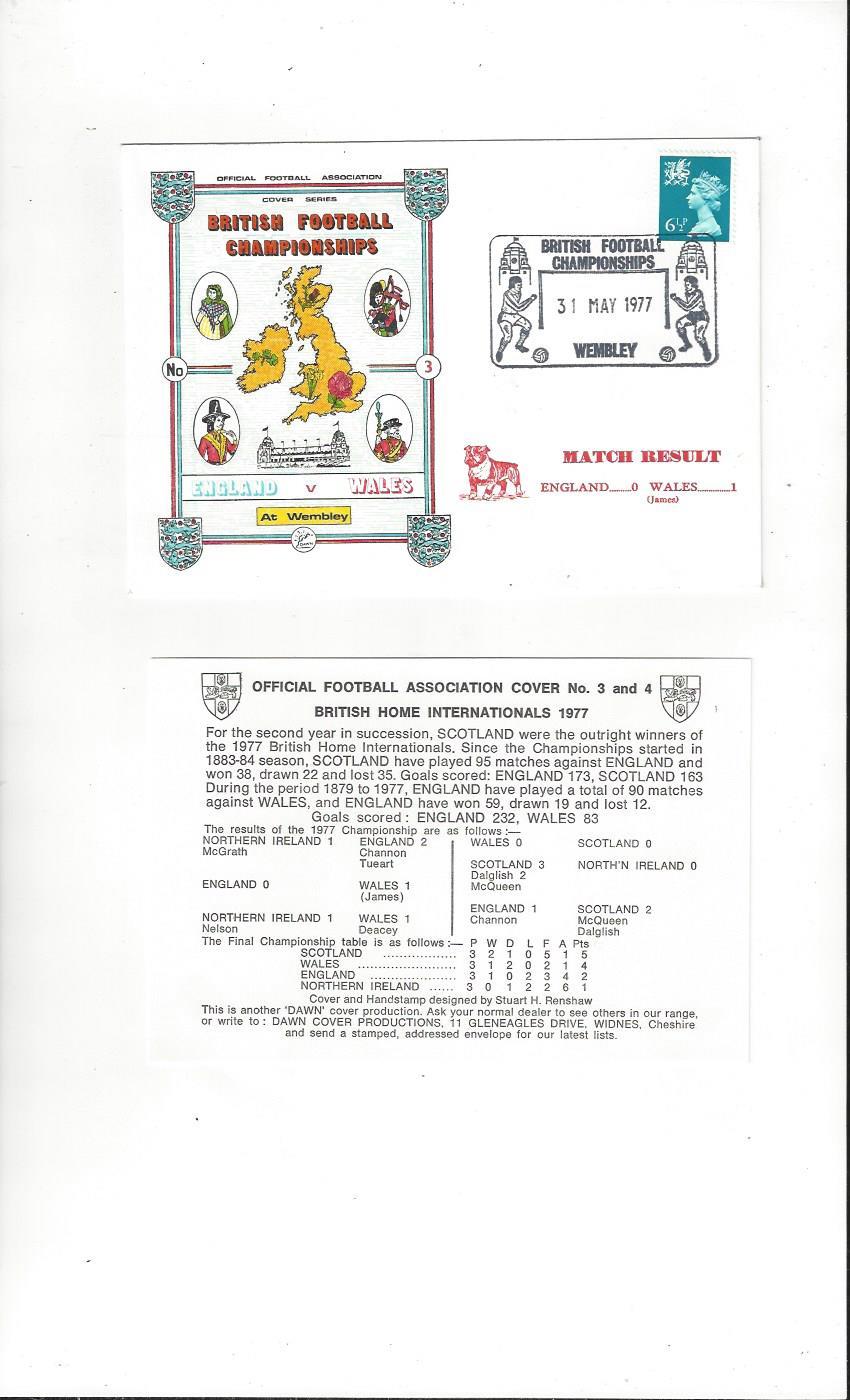 OFFICIAL FOOTBALL ASSOCIATION
COVER SERIES
BRITISH FOOTBALL
CHAMPIONSHIPS
No 3
ENGLAND v WALES
At Wembley
DAWN
6½P
BRITISH FOOTBALL
CHAMPIONSHIPS
31 MAY 1977
WEMBLEY
MATCH RESULT
ENGLAND........0 WALES............1
(James)
OFFICIAL FOOTBALL ASSOCIATION COVER No. 3 and 4
BRITISH HOME INTERNATIONALS 1977
For the second year in succession, SCOTLAND were the outright winners of
the 1977 British Home Internationals. Since the Championships started in
1883-84 season, SCOTLAND have played 95 matches against ENGLAND and
won 38, drawn 22 and lost 35. Goals scored: ENGLAND 173, SCOTLAND 163
During the period 1879 to 1977, ENGLAND have played a total of 90 matches
against WALES, and ENGLAND have won 59, drawn 19 and lost 12.
Goals scored : ENGLAND 232, WALES 83
The results of the 1977 Championship are as follows :—
NORTHERN IRELAND 1 ENGLAND 2
McGrath Channon
Tueart
ENGLAND 0 WALES 1
(James)
NORTHERN IRELAND 1 WALES 1
Nelson Deacey
WALES 0 SCOTLAND 0
SCOTLAND 3 NORTH'N IRELAND 0
Dalglish 2
McQueen
ENGLAND 1 SCOTLAND 2
Channon McQueen
Dalglish
The Final Championship table is as follows :— P W D L F A Pts
SCOTLAND ................. 3 2 1 0 5 1 5
WALES ....................... 3 1 2 0 2 1 4
ENGLAND .................... 3 1 0 2 3 4 2
NORTHERN IRELAND ...... 3 0 1 2 2 6 1
Cover and Handstamp designed by Stuart H. Renshaw
This is another 'DAWN' cover production. Ask your normal dealer to see others in our range,
or write to : DAWN COVER PRODUCTIONS, 11 GLENEAGLES DRIVE, WIDNES, Cheshire
and send a stamped, addressed envelope for our latest lists.